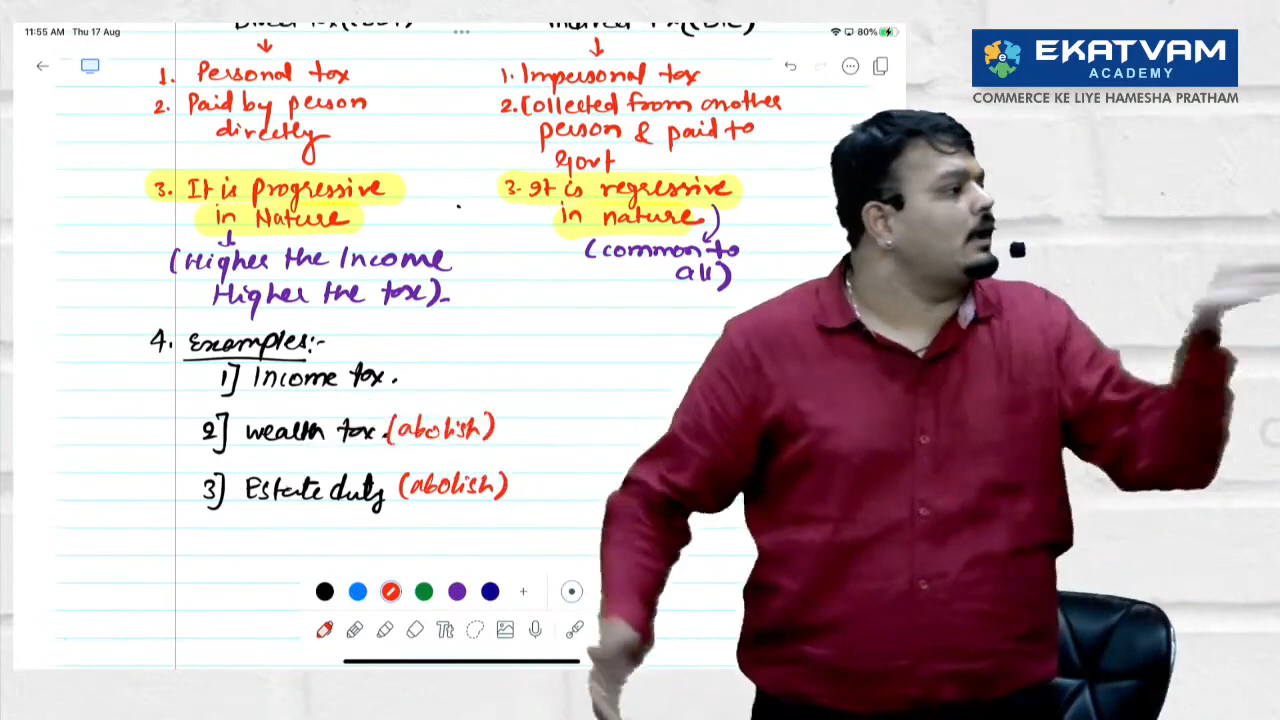 11:55 AM Thu 17 Aug
80%
EKATVAM
ACADEMY
COMMERCE KE LIYE HAMESHA PRATHAM
1. Personal tax
2. Paid by person
directly
3. It is Progressive
in Nature
(Higher the Income
Higher the tax).
1. Impersonal tax
2. Collected from another
person & paid to
Govt
3. It is regressive
in nature
(common to
all)
4. Examples:-
1] Income tax.
2] wealth tax. (abolish)
3] Estate duty (abolish)